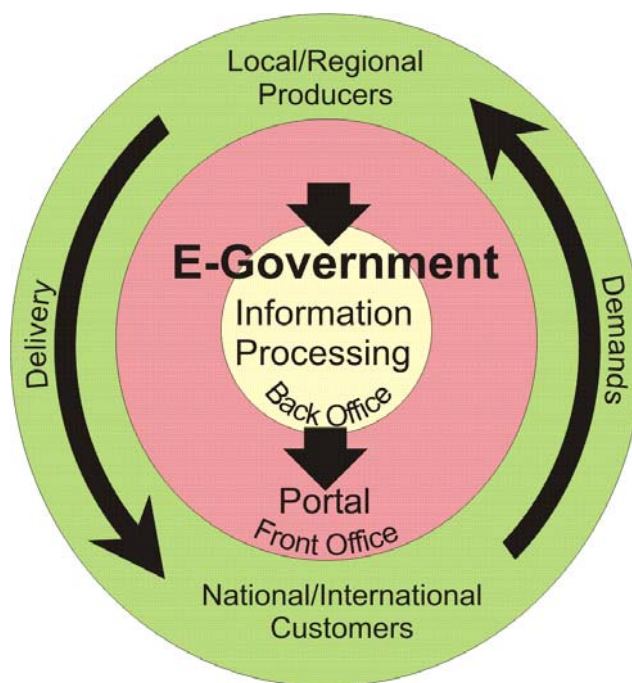 Local/Regional
Producers
E-Government
Information
Processing
Back Office
Delivery
Demands
Portal
Front Office
National/International
Customers